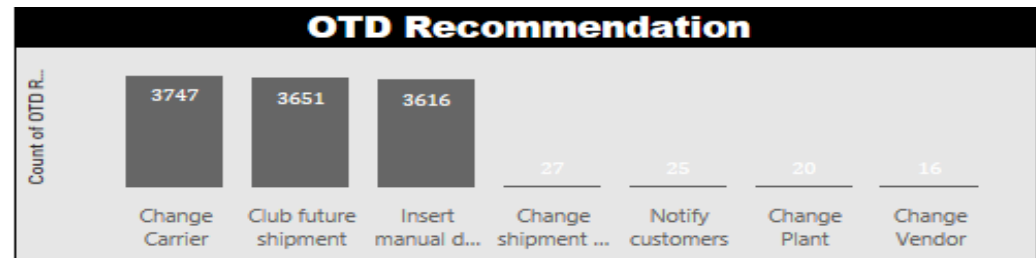 OTD Recommendation
Count of OTD R...
3747
3651
3616
27
25
20
16
Change Carrier
Club future shipment
Insert manual d...
Change shipment ...
Notify customers
Change Plant
Change Vendor